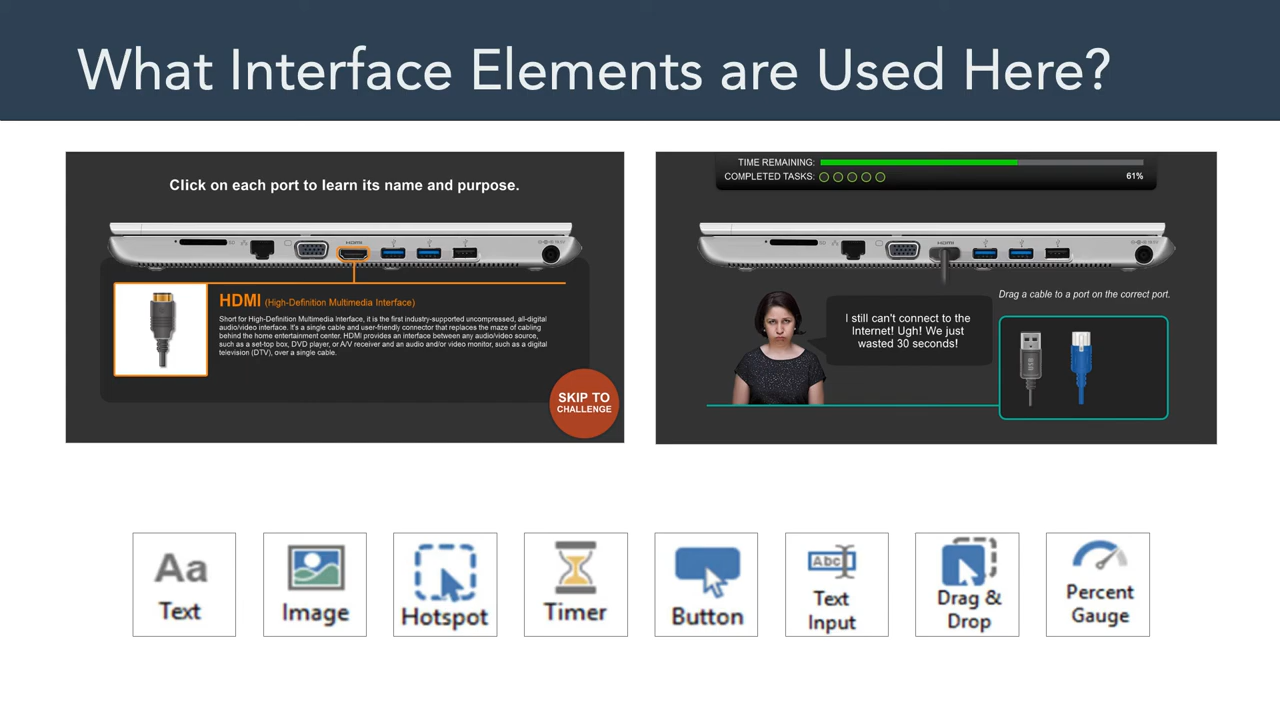 What Interface Elements are Used Here?
Click on each port to learn its name and purpose.
HDMI
HDMI (High-Definition Multimedia Interface)
Short for High-Definition Multimedia Interface, it is the first industry-supported uncompressed, all-digital
audio/video interface. It's a single cable and user-friendly connector that replaces the maze of cabling
behind the home entertainment center. HDMI provides an interface between any audio/video source,
such as a set-top box, DVD player, or A/V receiver and an audio and/or video monitor, such as a digital
television (DTV), over a single cable.
SKIP TO
CHALLENGE
TIME REMAINING:
COMPLETED TASKS:
61%
HDMI
Drag a cable to a port on the correct port.
I still can't connect to the
Internet! Ugh! We just
wasted 30 seconds!
USB
Aa
Text
Image
Hotspot
Timer
Button
Abc
Text
Input
Drag &
Drop
Percent
Gauge